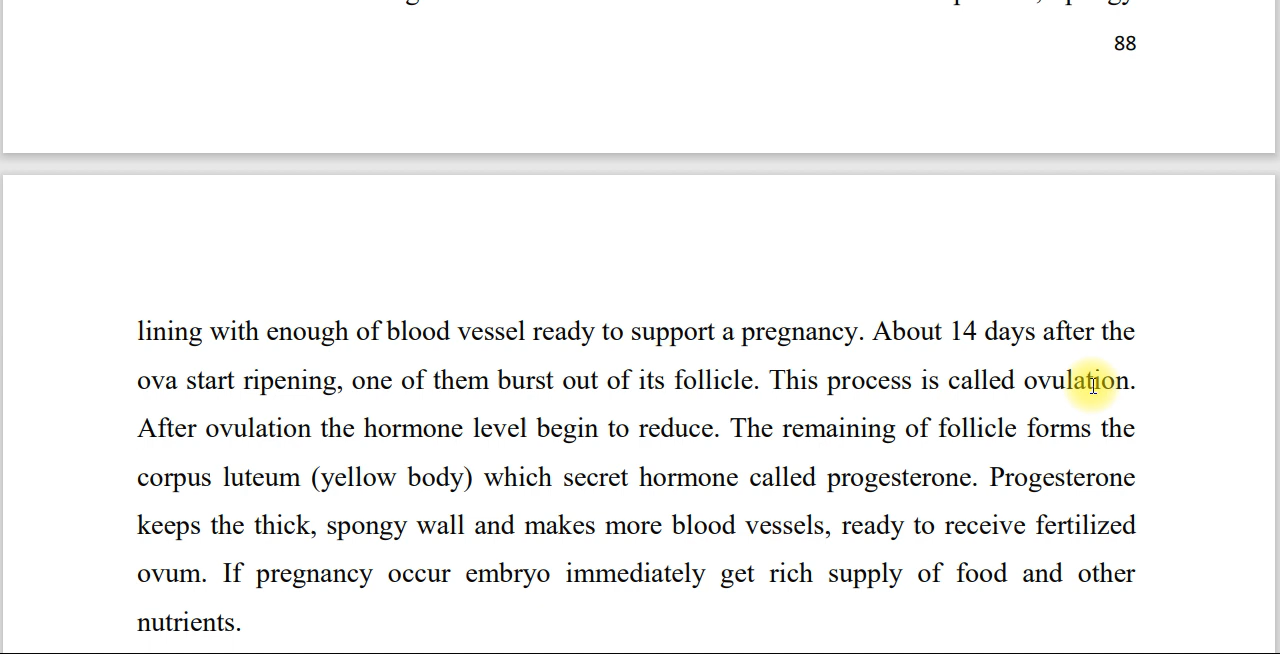 88
lining with enough of blood vessel ready to support a pregnancy. About 14 days after the
ova start ripening, one of them burst out of its follicle. This process is called ovulation.
After ovulation the hormone level begin to reduce. The remaining of follicle forms the
corpus luteum (yellow body) which secret hormone called progesterone. Progesterone
keeps the thick, spongy wall and makes more blood vessels, ready to receive fertilized
ovum. If pregnancy occur embryo immediately get rich supply of food and other
nutrients.